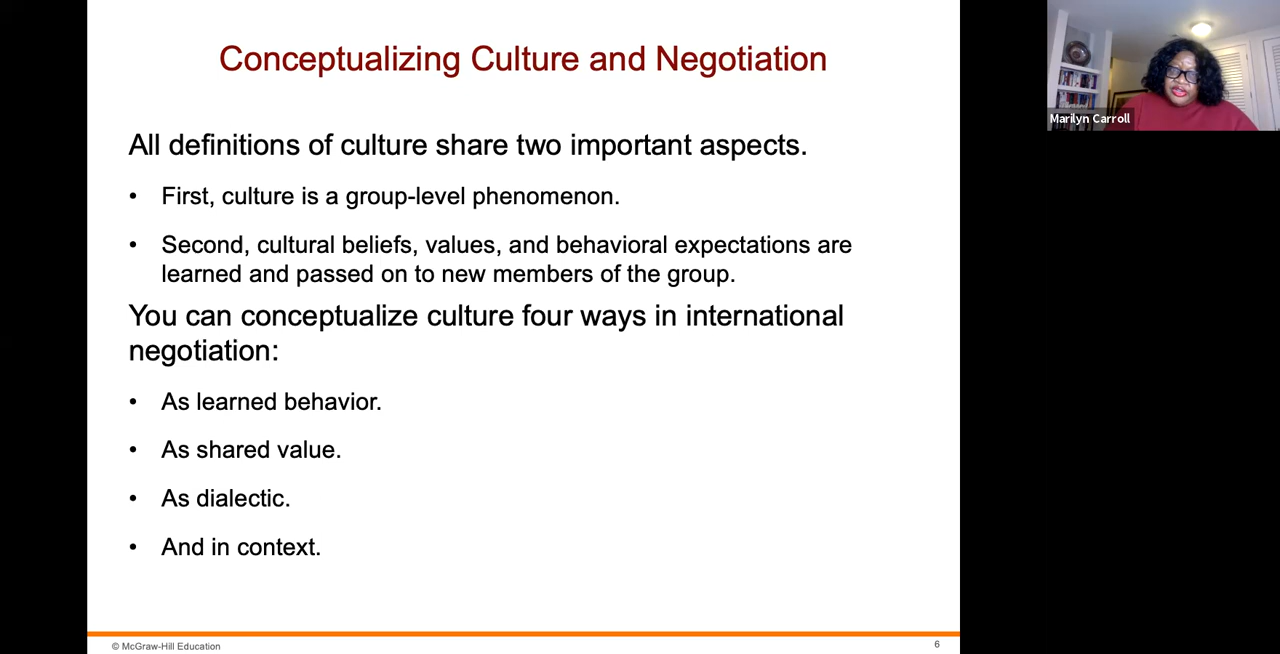 Conceptualizing Culture and Negotiation
All definitions of culture share two important aspects.
• First, culture is a group-level phenomenon.
• Second, cultural beliefs, values, and behavioral expectations are
learned and passed on to new members of the group.
You can conceptualize culture four ways in international
negotiation:
• As learned behavior.
• As shared value.
• As dialectic.
• And in context.
© McGraw-Hill Education
6
Marilyn Carroll